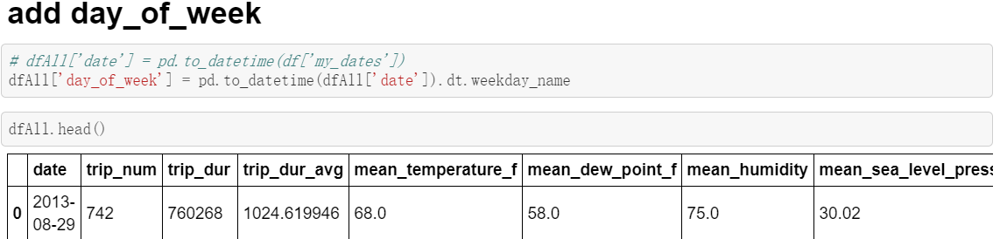 add day_of_week
# dfAll['date'] = pd.to_datetime(df['my_dates'])
dfAll['day_of_week'] = pd.to_datetime(dfAll['date']).dt.weekday_name
dfAll.head()
date trip_num trip_dur trip_dur_avg mean_temperature_f mean_dew_point_f mean_humidity mean_sea_level_press
0 2013-08-29 742 760268 1024.619946 68.0 58.0 75.0 30.02